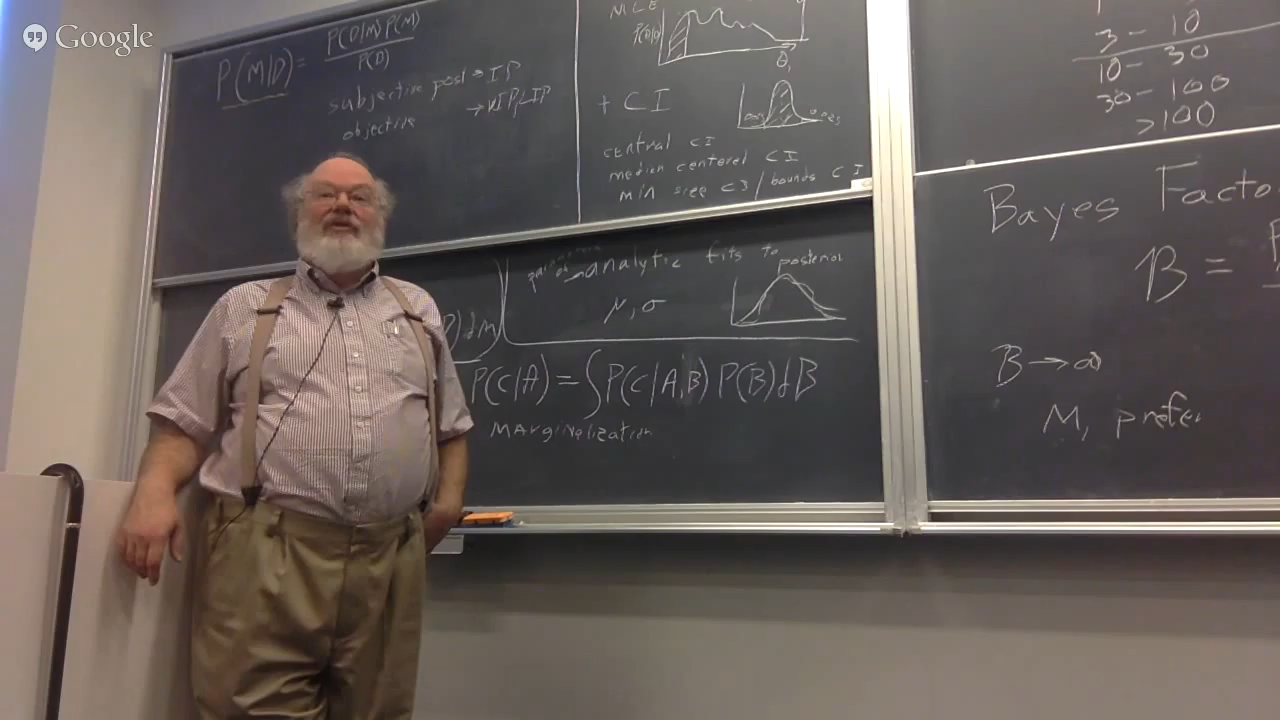 Google
P(M|D) = P(D|M) P(M)
P(D)
subjective post → IP
objective
MLE
θ,
+ CI
central CI
median centered CI
min size CI / bounds CI
3 - 10
10 - 30
30 - 100
>100
analytic fits to posterior
μ, σ
P(C|A) = ∫P(C|A,B) P(B) dB
MArginalization
Bayes Facto
B =
B → ∞
M, prefer